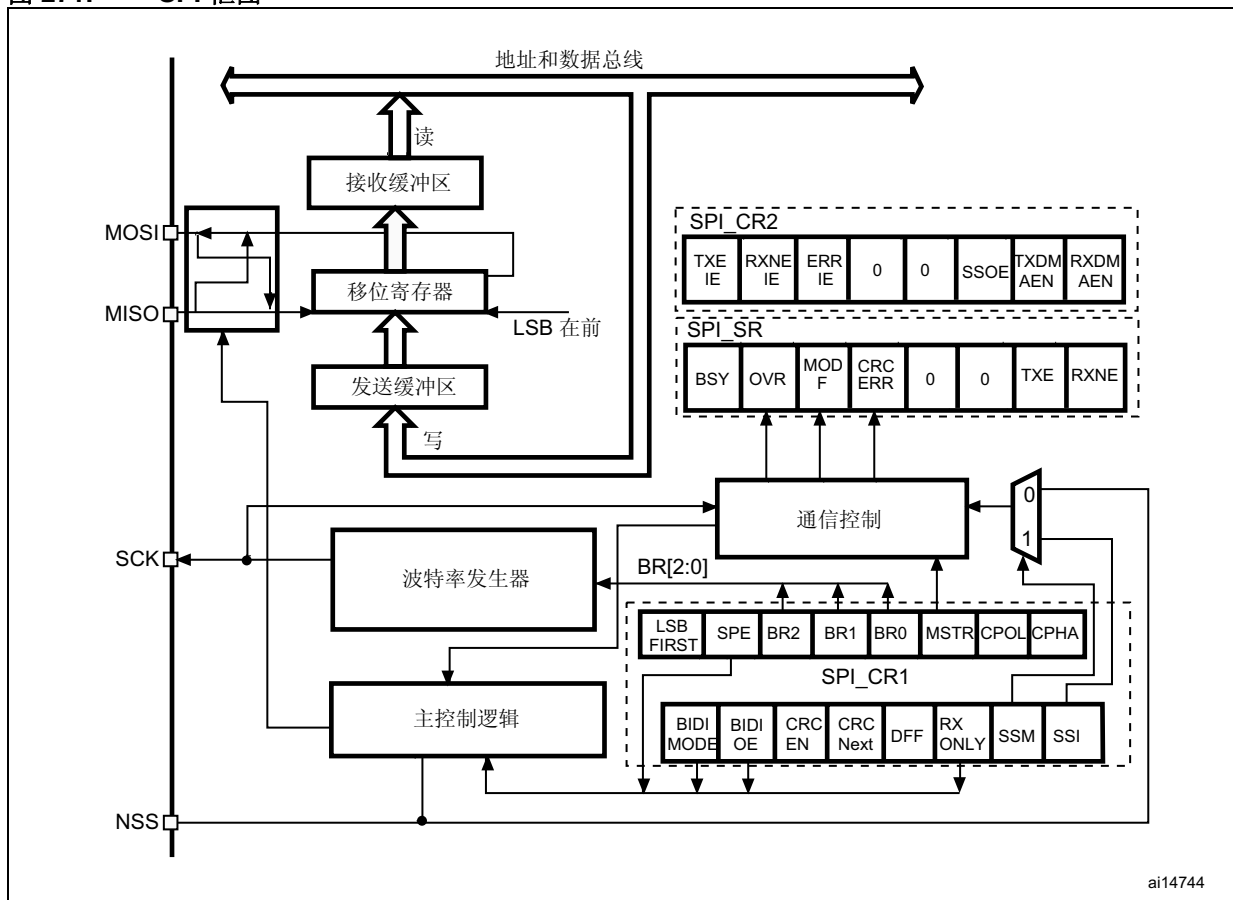 地址和数据总线
读
接收缓冲区
MOSI
移位寄存器
MISO
LSB 在前
发送缓冲区
写
SPI_CR2
TXE IE
RXNE IE
ERR IE
0
0
SSOE
TXDM AEN
RXDM AEN
SPI_SR
BSY
OVR
MOD F
CRC ERR
0
0
TXE
RXNE
通信控制
0
1
SCK
波特率发生器
BR[2:0]
LSB FIRST
SPE
BR2
BR1
BR0
MSTR
CPOL
CPHA
SPI_CR1
主控制逻辑
BIDI MODE
BIDI OE
CRC EN
CRC Next
DFF
RX ONLY
SSM
SSI
NSS
ai14744